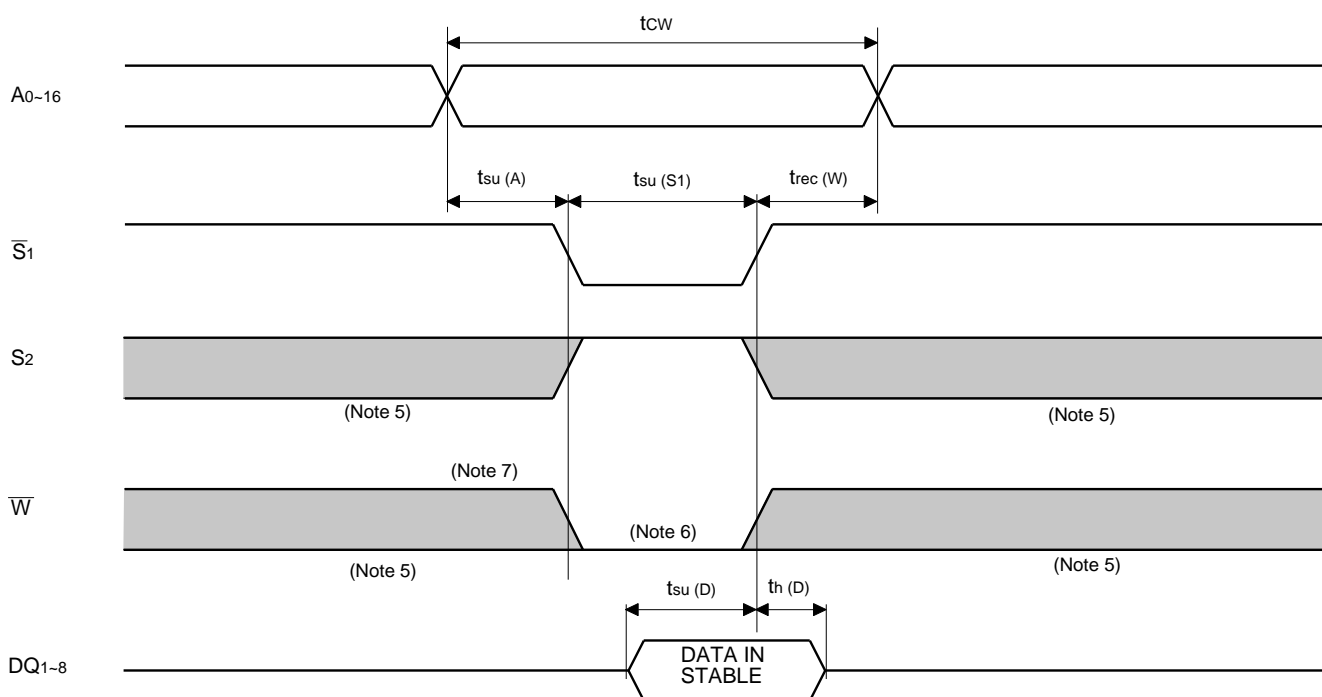 tCW
A0~16
tsu (A) tsu (S1) trec (W)
S̅1
S2
(Note 5) (Note 5)
(Note 7)
W̅
(Note 6)
(Note 5) (Note 5)
tsu (D) th (D)
DQ1~8
DATA IN
STABLE